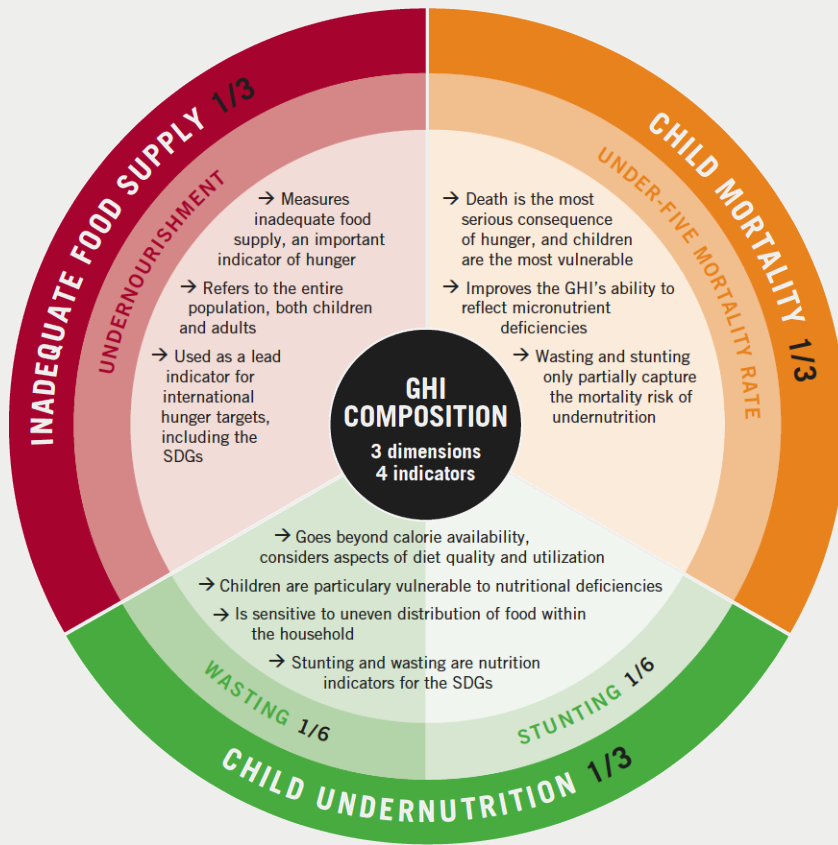 INADEQUATE FOOD SUPPLY 1/3
UNDERNOURISHMENT
→ Measures
inadequate food
supply, an important
indicator of hunger
→ Refers to the entire
population, both children
and adults
→ Used as a lead
indicator for
international
hunger targets,
including the
SDGs
CHILD MORTALITY 1/3
UNDER-FIVE MORTALITY RATE
→ Death is the most
serious consequence
of hunger, and children
are the most vulnerable
→ Improves the GHI's ability to
reflect micronutrient
deficiencies
→ Wasting and stunting
only partially capture
the mortality risk of
undernutrition
GHI
COMPOSITION
3 dimensions
4 indicators
→ Goes beyond calorie availability,
considers aspects of diet quality and utilization
→ Children are particulary vulnerable to nutritional deficiencies
→ Is sensitive to uneven distribution of food within
the household
→ Stunting and wasting are nutrition
indicators for the SDGs
WASTING 1/6
STUNTING 1/6
CHILD UNDERNUTRITION 1/3